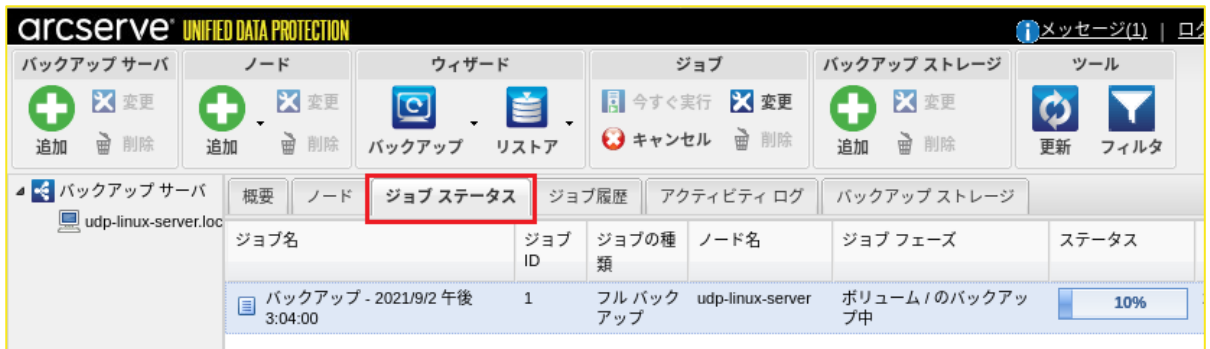 arcserve® UNIFIED DATA PROTECTION
メッセージ(1) | ログ
バックアップ サーバ ノード ウィザード ジョブ バックアップ ストレージ ツール
変更 変更 今すぐ実行 変更 変更
追加 削除 追加 削除 バックアップ リストア キャンセル 削除 追加 削除 更新 フィルタ
バックアップ サーバ
udp-linux-server.loc
概要 ノード ジョブ ステータス ジョブ履歴 アクティビティ ログ バックアップ ストレージ
ジョブ名 ジョブ ID ジョブの種類 ノード名 ジョブ フェーズ ステータス
バックアップ - 2021/9/2 午後 3:04:00 1 フル バックアップ udp-linux-server ボリューム / のバックアップ中 10%